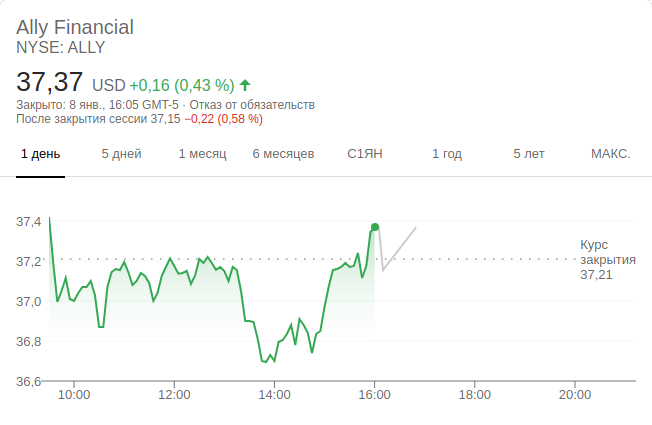 Ally Financial
NYSE: ALLY
37,37 USD +0,16 (0,43 %)
Закрыто: 8 янв., 16:05 GMT-5 · Отказ от обязательств
После закрытия сессии 37,15 −0,22 (0,58 %)
1 день 5 дней 1 месяц 6 месяцев С1ЯН 1 год 5 лет МАКС.
37,4
37,2
37,0
36,8
36,6
Курс
закрытия
37,21
10:00 12:00 14:00 16:00 18:00 20:00